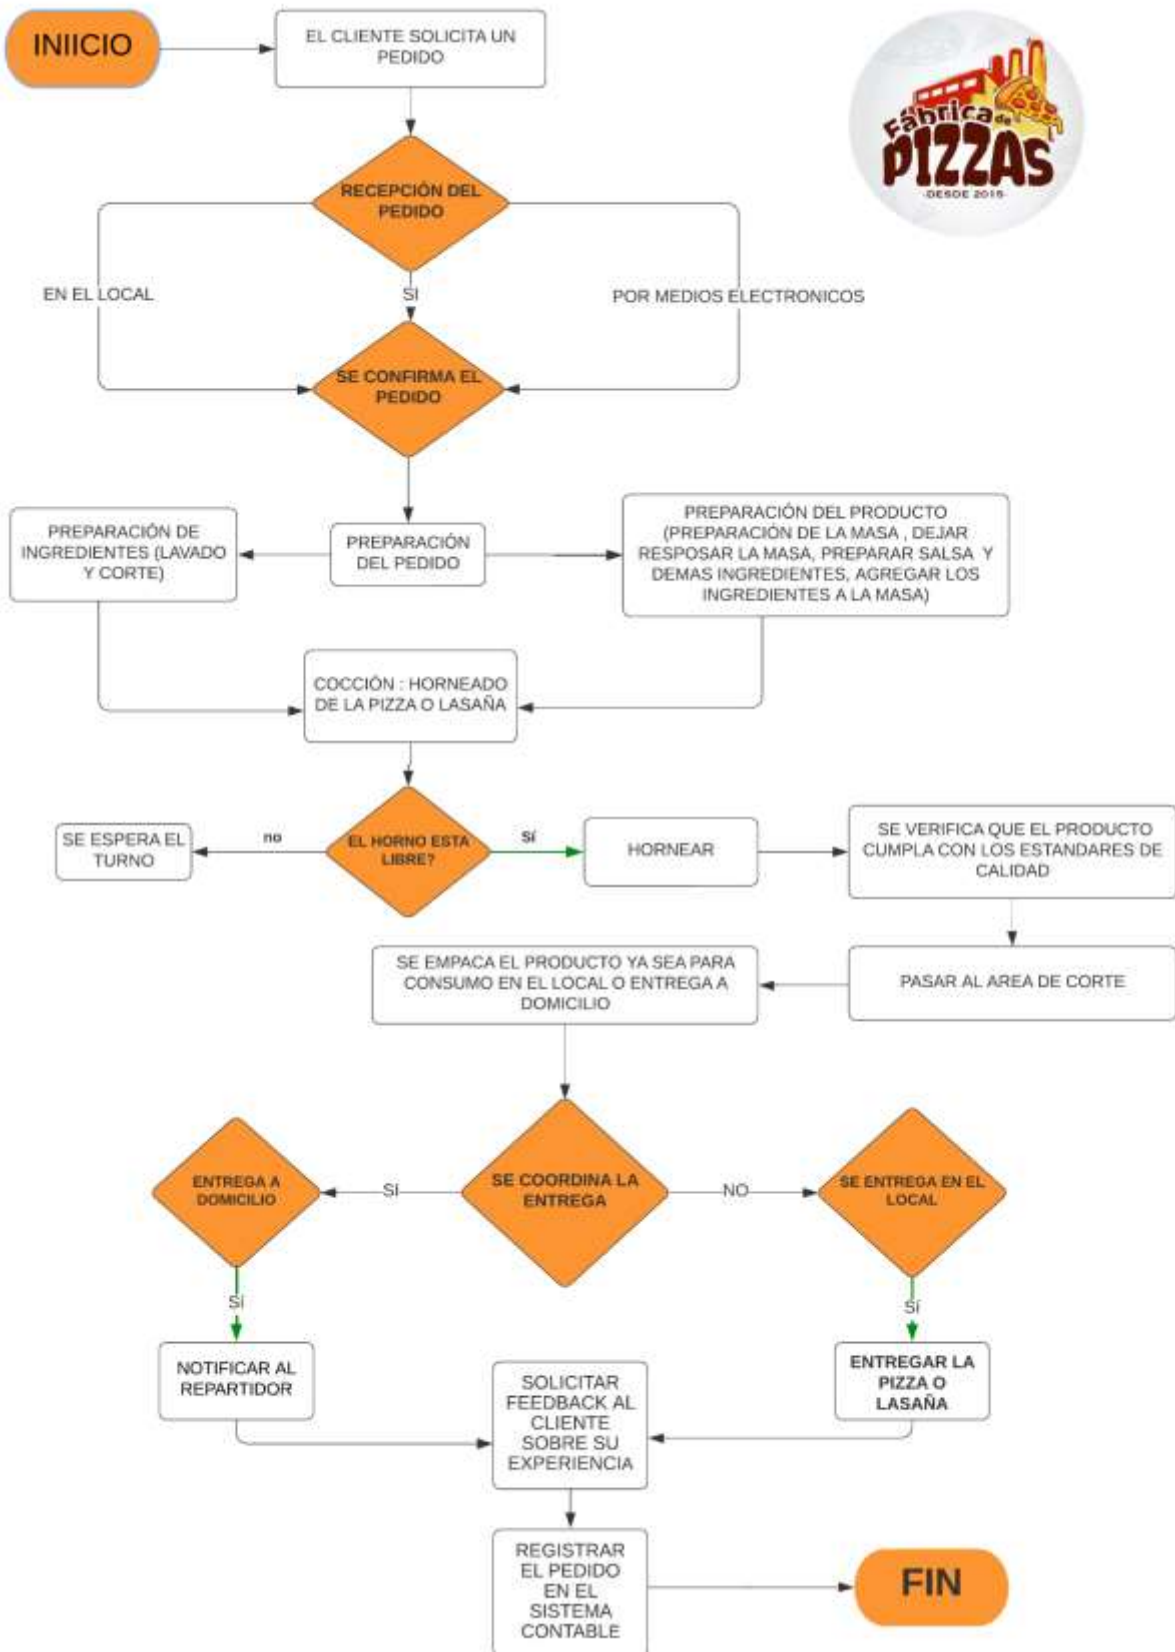 INIICIO
EL CLIENTE SOLICITA UN
PEDIDO
Fábrica de
PIZZAS
-DESDE 2015-
RECEPCIÓN DEL
PEDIDO
EN EL LOCAL
SI
POR MEDIOS ELECTRONICOS
SE CONFIRMA EL
PEDIDO
PREPARACIÓN DE
INGREDIENTES (LAVADO
Y CORTE)
PREPARACIÓN
DEL PEDIDO
PREPARACIÓN DEL PRODUCTO
(PREPARACIÓN DE LA MASA , DEJAR
RESPOSAR LA MASA, PREPARAR SALSA Y
DEMAS INGREDIENTES, AGREGAR LOS
INGREDIENTES A LA MASA)
COCCIÓN : HORNEADO
DE LA PIZZA O LASAÑA
SE ESPERA EL
TURNO
no
EL HORNO ESTA
LIBRE?
Sí
HORNEAR
SE VERIFICA QUE EL PRODUCTO
CUMPLA CON LOS ESTANDARES DE
CALIDAD
SE EMPACA EL PRODUCTO YA SEA PARA
CONSUMO EN EL LOCAL O ENTREGA A
DOMICILIO
PASAR AL AREA DE CORTE
ENTREGA A
DOMICILIO
SI
SE COORDINA LA
ENTREGA
NO
SE ENTREGA EN EL
LOCAL
Sí
Sí
NOTIFICAR AL
REPARTIDOR
SOLICITAR
FEEDBACK AL
CLIENTE
SOBRE SU
EXPERIENCIA
ENTREGAR LA
PIZZA O
LASAÑA
REGISTRAR
EL PEDIDO
EN EL
SISTEMA
CONTABLE
FIN